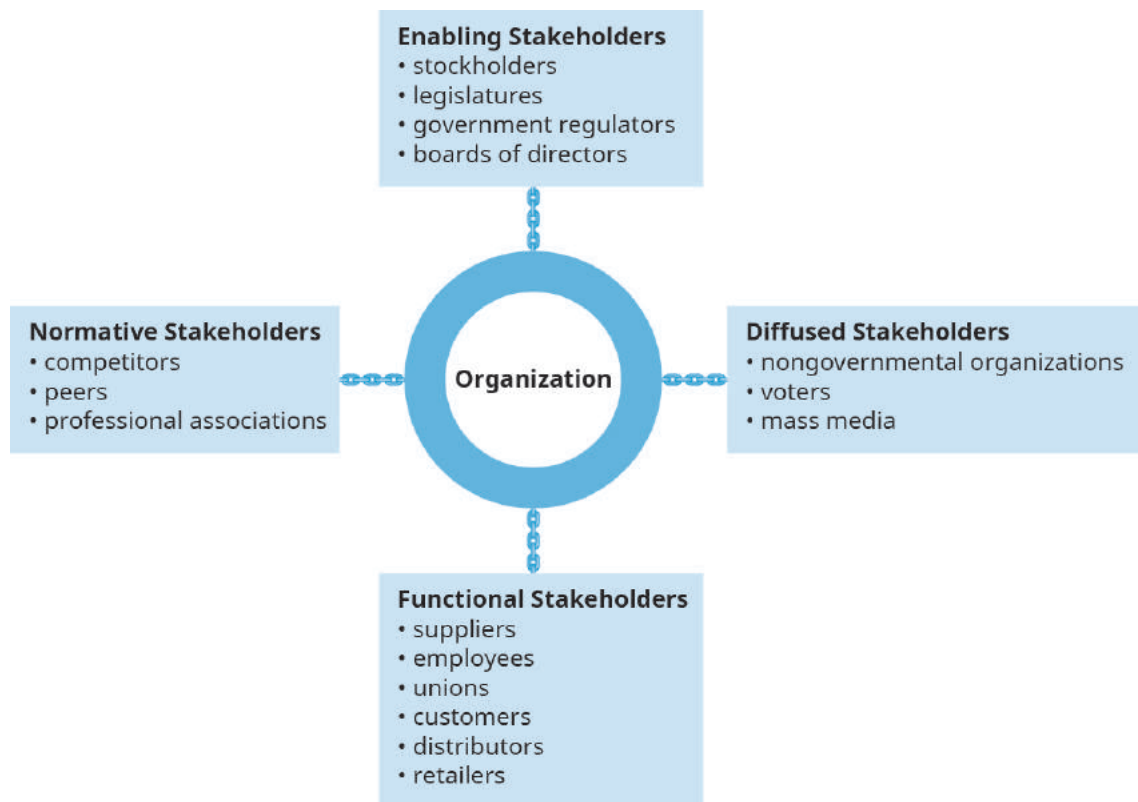 Enabling Stakeholders
• stockholders
• legislatures
• government regulators
• boards of directors
Normative Stakeholders
• competitors
• peers
• professional associations
Organization
Diffused Stakeholders
• nongovernmental organizations
• voters
• mass media
Functional Stakeholders
• suppliers
• employees
• unions
• customers
• distributors
• retailers